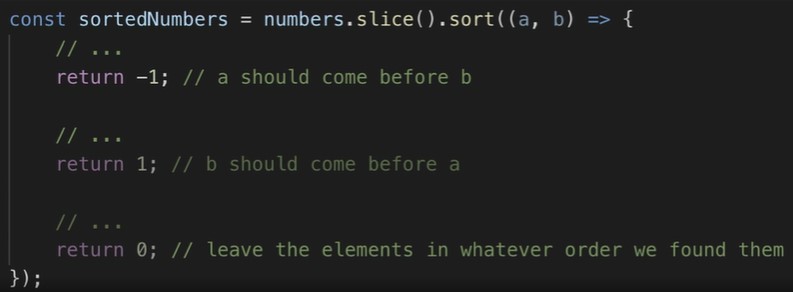 const sortedNumbers = numbers.slice().sort((a, b) => {
// ...
return -1; // a should come before b
// ...
return 1; // b should come before a
// ...
return 0; // leave the elements in whatever order we found them
});